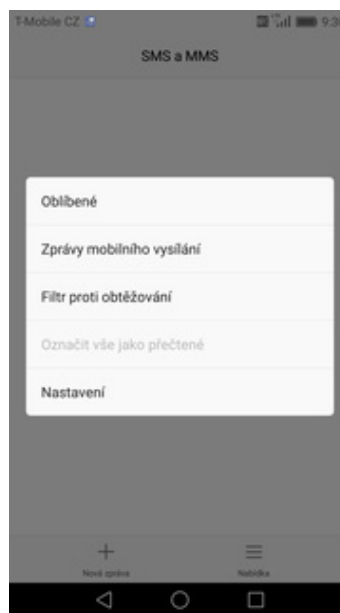 T-Mobile CZ
9:3
SMS a MMS
Oblíbené
Zprávy mobilního vysílání
Filtr proti obtěžování
Označit vše jako přečtené
Nastavení
Nová zpráva
Nabídka